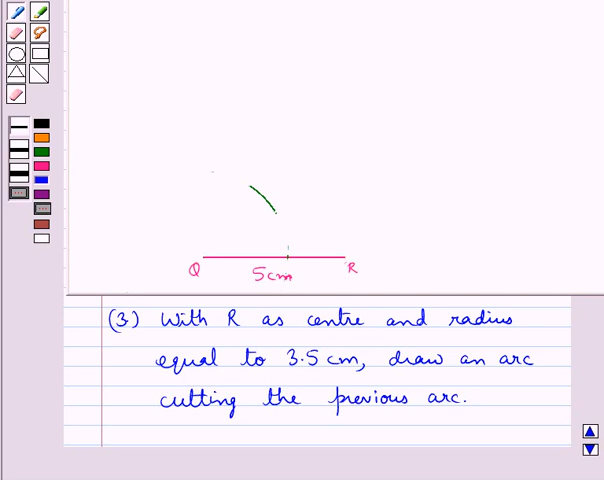 Q R
5cm
(3) With R as centre and radius
equal to 3.5 cm, draw an arc
cutting the previous arc.